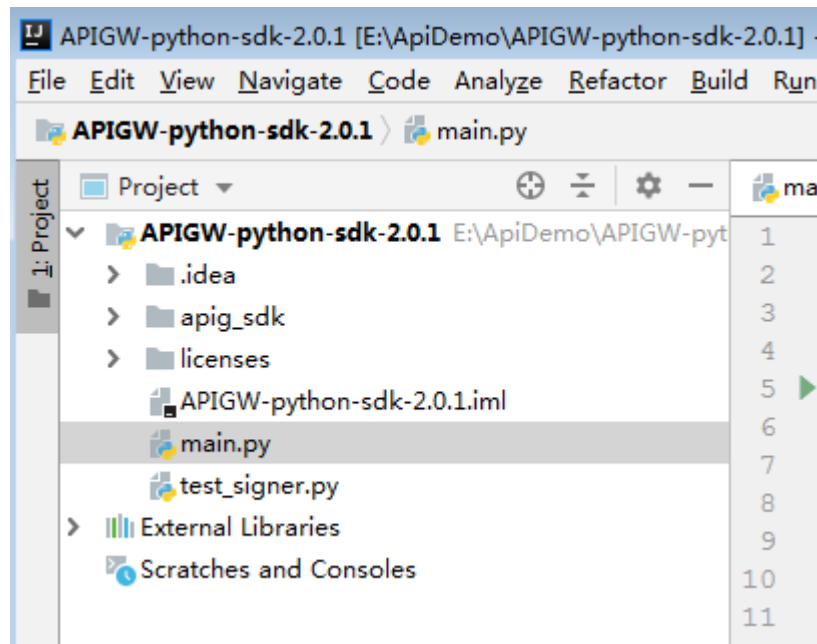 IJ APIGW-python-sdk-2.0.1 [E:\ApiDemo\APIGW-python-sdk-2.0.1] -
File Edit View Navigate Code Analyze Refactor Build Run
APIGW-python-sdk-2.0.1 main.py
1: Project
Project
APIGW-python-sdk-2.0.1 E:\ApiDemo\APIGW-pyt
.idea
apig_sdk
licenses
APIGW-python-sdk-2.0.1.iml
main.py
test_signer.py
External Libraries
Scratches and Consoles
ma
1
2
3
4
5
6
7
8
9
10
11